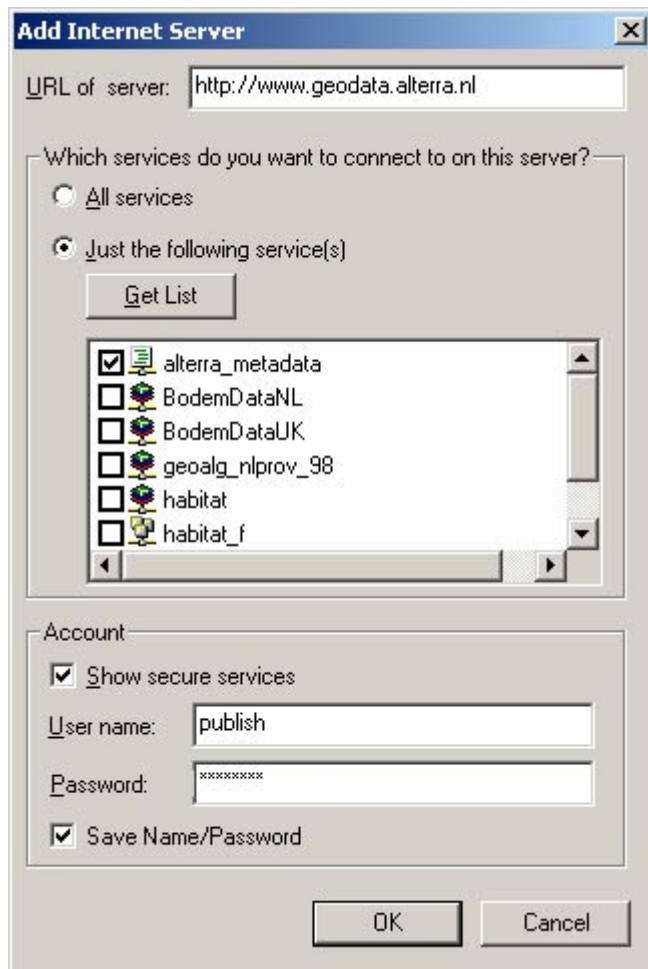 Add Internet Server
URL of server: http://www.geodata.alterra.nl
Which services do you want to connect to on this server?
All services
Just the following service(s)
Get List
alterra_metadata
BodemDataNL
BodemDataUK
geoalg_nlprov_98
habitat
habitat_f
Account
Show secure services
User name: publish
Password: ********
Save Name/Password
OK Cancel